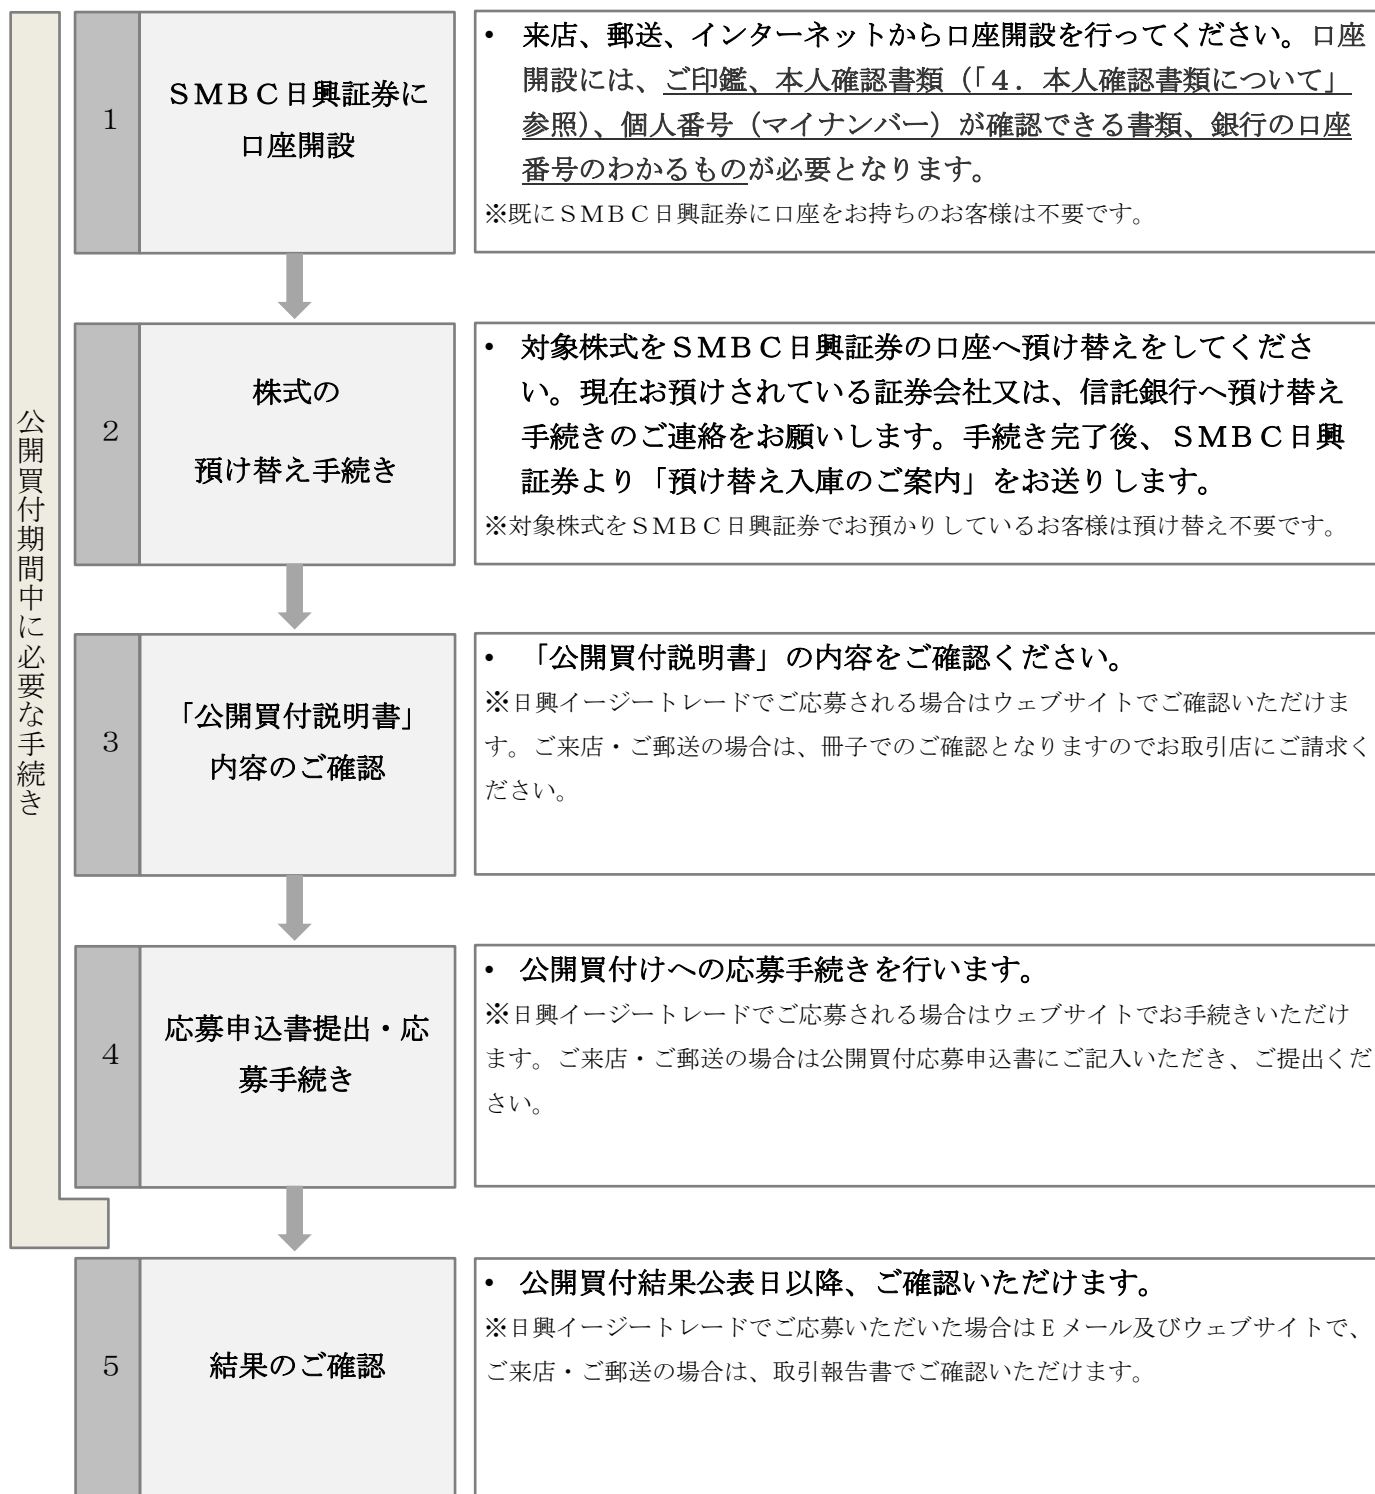 公開買付期間中に必要な手続き
1
ＳＭＢＣ日興証券に
口座開設
• 来店、郵送、インターネットから口座開設を行ってください。口座
開設には、ご印鑑、本人確認書類（「４．本人確認書類について」
参照）、個人番号（マイナンバー）が確認できる書類、銀行の口座
番号のわかるものが必要となります。
※既にＳＭＢＣ日興証券に口座をお持ちのお客様は不要です。
2
株式の
預け替え手続き
• 対象株式をＳＭＢＣ日興証券の口座へ預け替えをしてくださ
い。現在お預けされている証券会社又は、信託銀行へ預け替え
手続きのご連絡をお願いします。手続き完了後、ＳＭＢＣ日興
証券より「預け替え入庫のご案内」をお送りします。
※対象株式をＳＭＢＣ日興証券でお預かりしているお客様は預け替え不要です。
3
「公開買付説明書」
内容のご確認
• 「公開買付説明書」の内容をご確認ください。
※日興イージートレードでご応募される場合はウェブサイトでご確認いただけま
す。ご来店・ご郵送の場合は、冊子でのご確認となりますのでお取引店にご請求く
ださい。
4
応募申込書提出・応
募手続き
• 公開買付けへの応募手続きを行います。
※日興イージートレードでご応募される場合はウェブサイトでお手続きいただけ
ます。ご来店・ご郵送の場合は公開買付応募申込書にご記入いただき、ご提出くだ
さい。
5
結果のご確認
• 公開買付結果公表日以降、ご確認いただけます。
※日興イージートレードでご応募いただいた場合は E メール及びウェブサイトで、
ご来店・ご郵送の場合は、取引報告書でご確認いただけます。